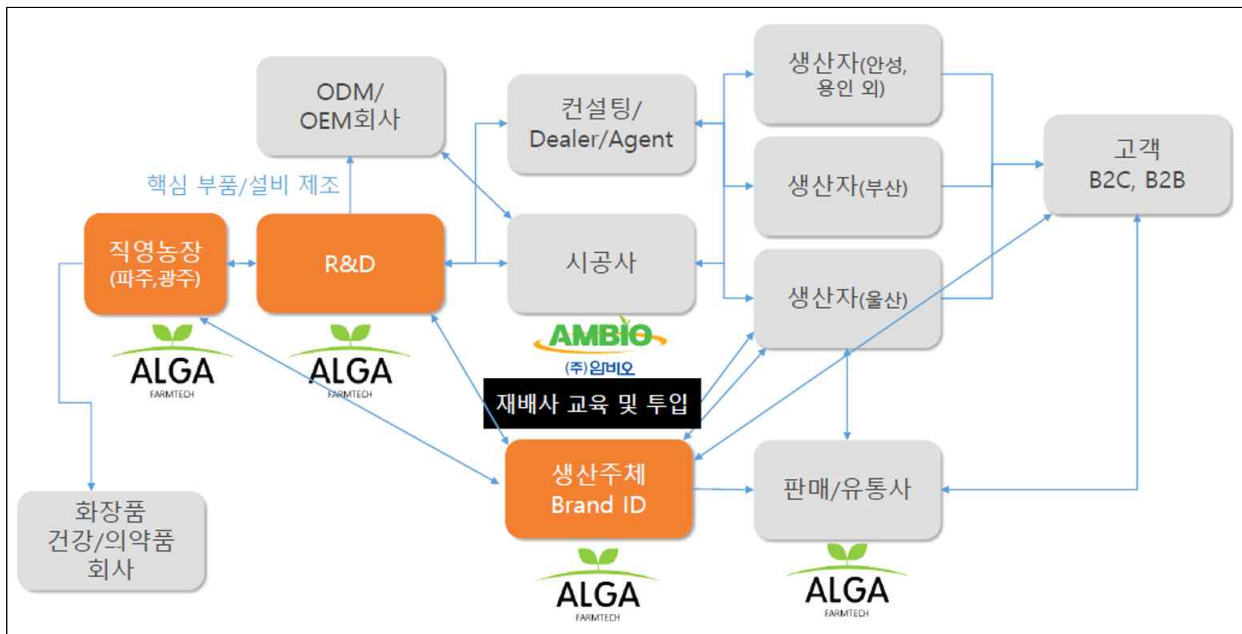 ODM/
OEM회사
컨설팅/
Dealer/Agent
생산자(안성,
용인 외)
고객
B2C, B2B
핵심 부품/설비 제조
생산자(부산)
직영농장
(파주,광주)
R&D
시공사
생산자(울산)
ALGA
FARMTECH
ALGA
FARMTECH
AMBIO
(주)암비오
재배사 교육 및 투입
생산주체
Brand ID
판매/유통사
화장품
건강/의약품
회사
ALGA
FARMTECH
ALGA
FARMTECH